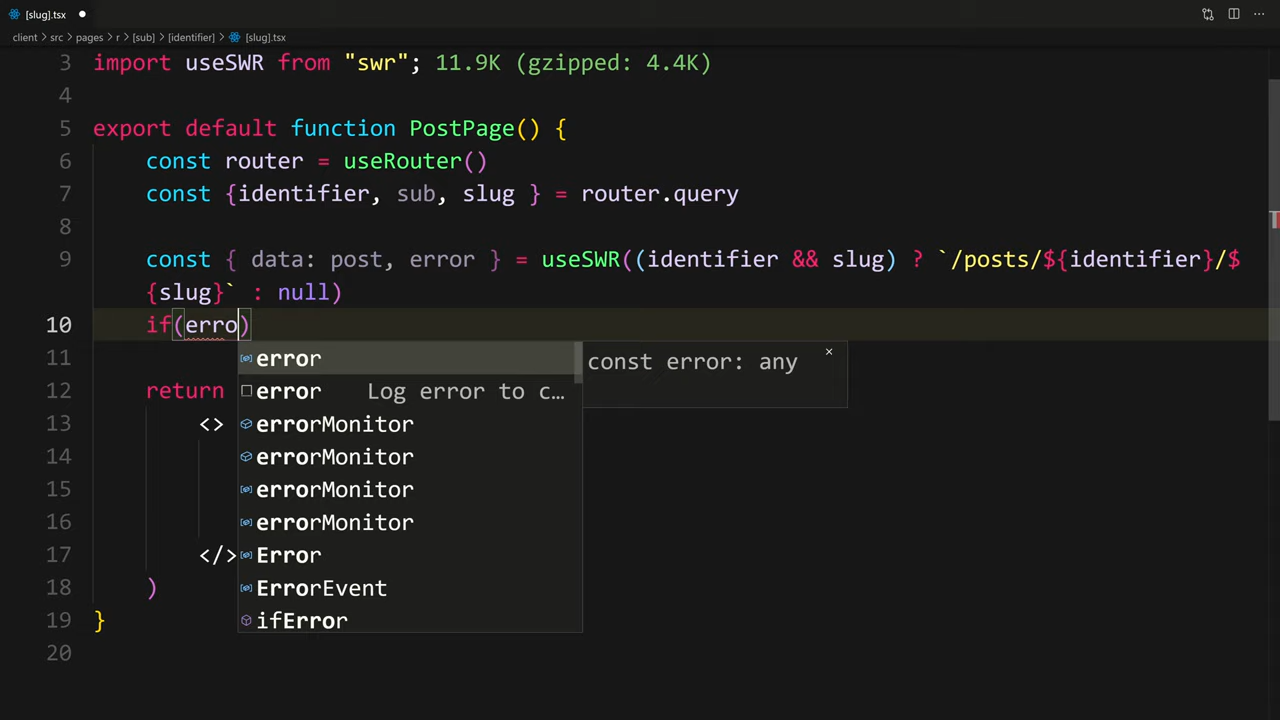 [slug].tsx ●
client › src › pages › r › [sub] › [identifier] › [slug].tsx
3 import useSWR from "swr"; 11.9K (gzipped: 4.4K)
4
5 export default function PostPage() {
6 const router = useRouter()
7 const {identifier, sub, slug } = router.query
8
9 const { data: post, error } = useSWR((identifier && slug) ? `/posts/${identifier}/$
{slug}` : null)
10 if(erro)
error
const error: any ×
11
error Log error to c…
12 return
13 <>
errorMonitor
14
errorMonitor
15
errorMonitor
16
errorMonitor
17 </>
Error
18 )
ErrorEvent
19 }
ifError
20